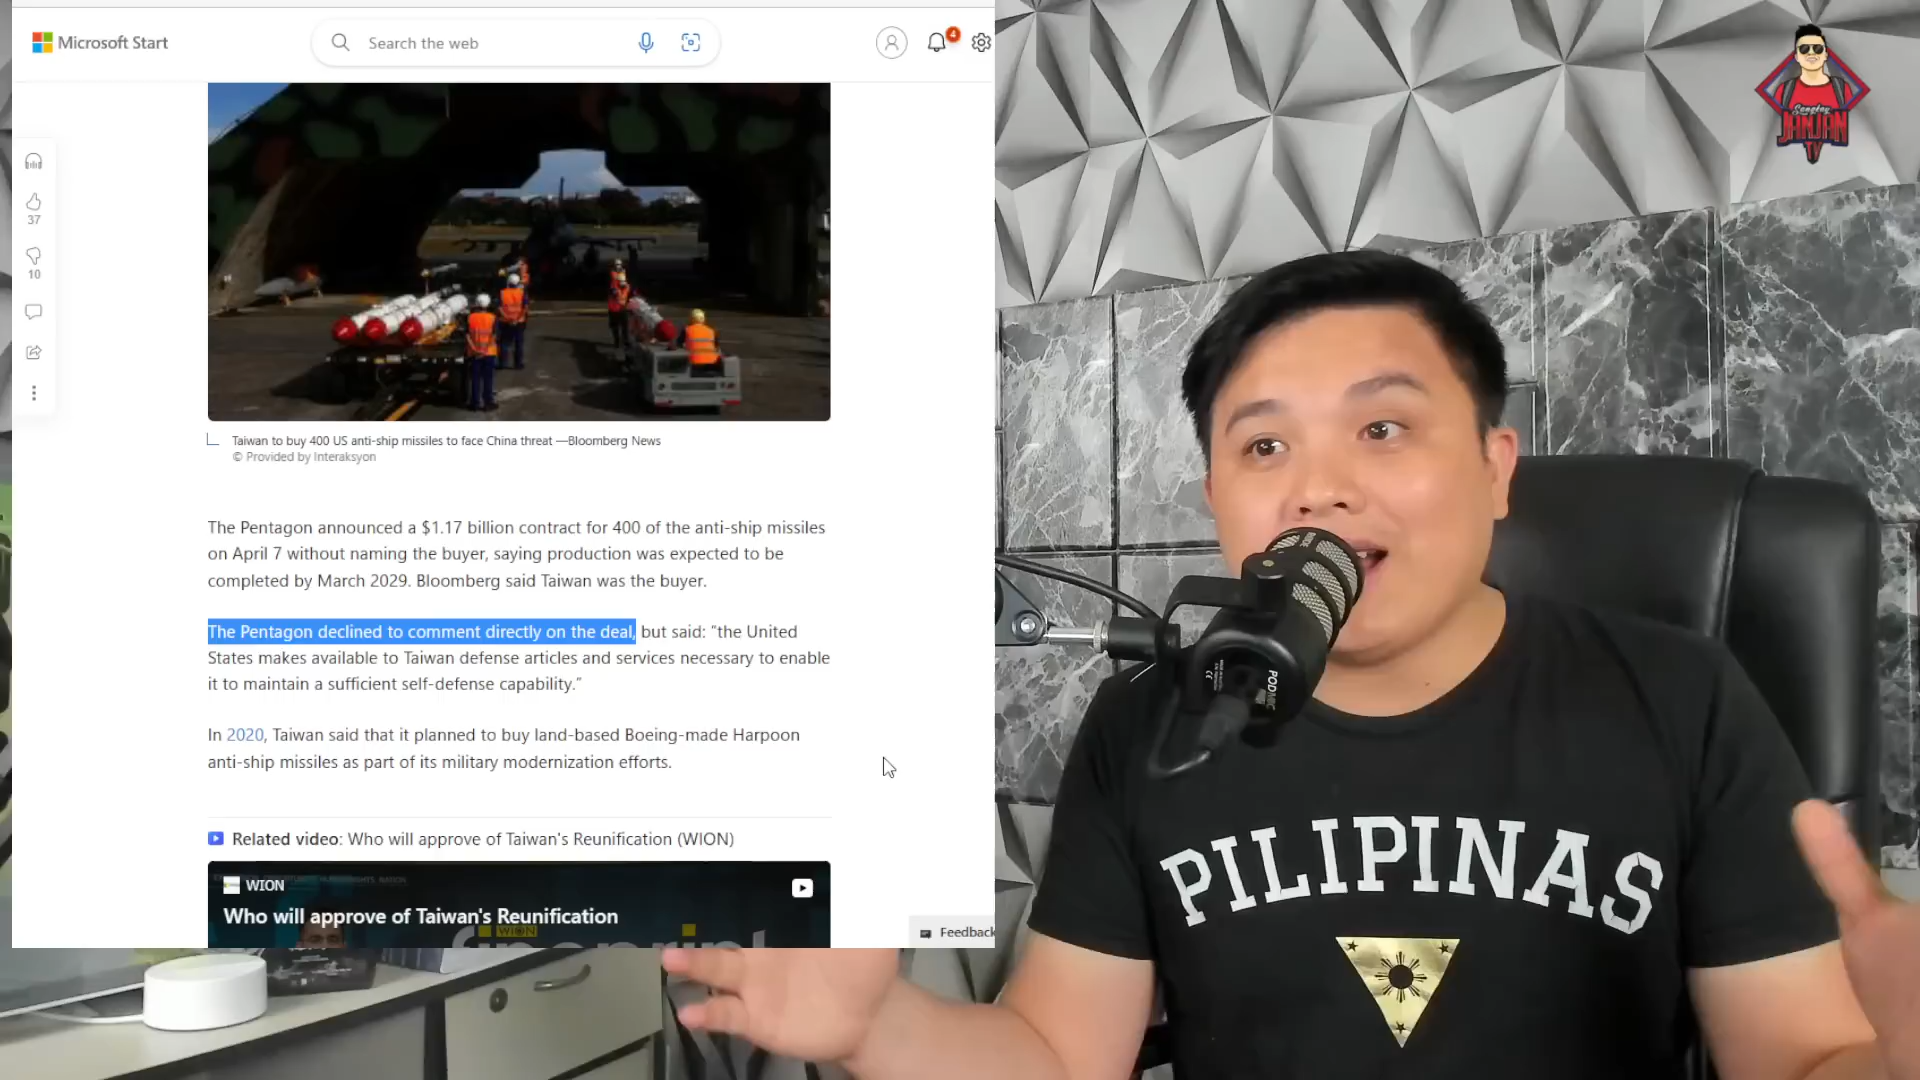 Microsoft Start
Search the web
4
37
10
Taiwan to buy 400 US anti-ship missiles to face China threat —Bloomberg News
© Provided by Interaksyon
The Pentagon announced a $1.17 billion contract for 400 of the anti-ship missiles
on April 7 without naming the buyer, saying production was expected to be
completed by March 2029. Bloomberg said Taiwan was the buyer.
The Pentagon declined to comment directly on the deal, but said: “the United
States makes available to Taiwan defense articles and services necessary to enable
it to maintain a sufficient self-defense capability.”
In 2020, Taiwan said that it planned to buy land-based Boeing-made Harpoon
anti-ship missiles as part of its military modernization efforts.
Related video: Who will approve of Taiwan's Reunification (WION)
WION
Who will approve of Taiwan's Reunification
WION
Feedback
Sangkay
JANJAN
TV
PODMIC
PILIPINAS